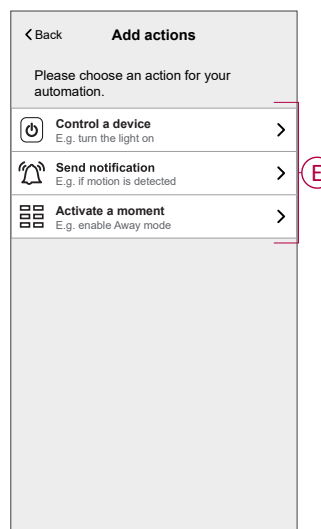 Back Add actions
Please choose an action for your
automation.
Control a device
E.g. turn the light on
Send notification
E.g. if motion is detected
E
Activate a moment
E.g. enable Away mode